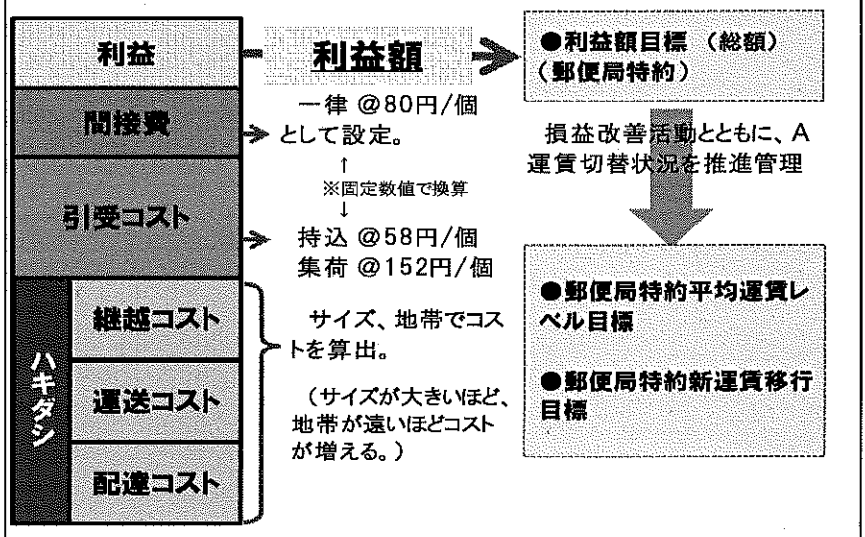 利益
間接費
引受コスト
ハキダシ
継越コスト
運送コスト
配達コスト
利益額
一律 @80円/個
として設定。
↑
※固定数値で換算
↓
持込 @58円/個
集荷 @152円/個
サイズ、地帯でコス
トを算出。
（サイズが大きいほど、
地帯が遠いほどコスト
が増える。）
●利益額目標 （総額）
（郵便局特約）
損益改善活動とともに、A
運賃切替状況を推進管理
●郵便局特約平均運賃レ
ベル目標
●郵便局特約新運賃移行
目標